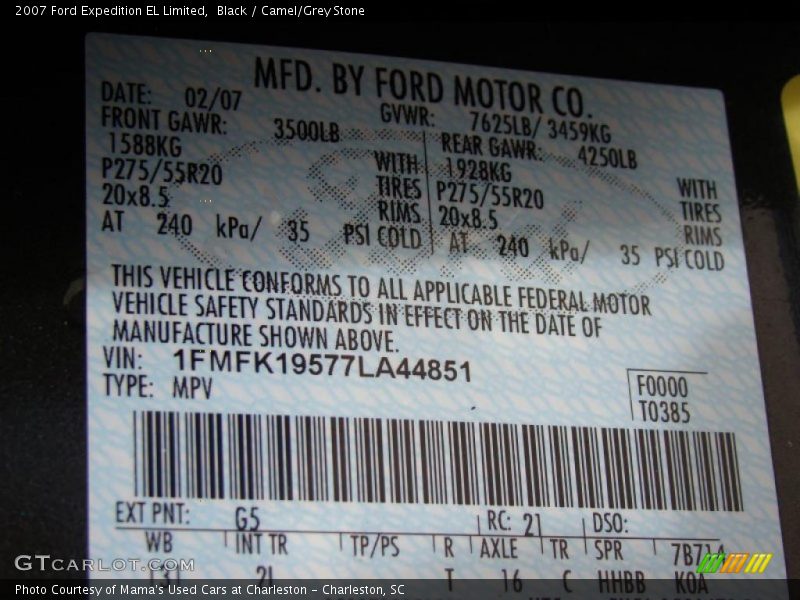 2007 Ford Expedition EL Limited, Black / Camel/Grey Stone
MFD. BY FORD MOTOR CO.
DATE: 02/07 GVWR: 7625LB/ 3459KG
FRONT GAWR: 3500LB REAR GAWR: 4250LB
1588KG WITH 1928KG WITH
P275/55R20 TIRES P275/55R20 TIRES
20x8.5 RIMS 20x8.5 RIMS
AT 240 kPa/ 35 PSI COLD AT 240 kPa/ 35 PSI COLD
THIS VEHICLE CONFORMS TO ALL APPLICABLE FEDERAL MOTOR
VEHICLE SAFETY STANDARDS IN EFFECT ON THE DATE OF
MANUFACTURE SHOWN ABOVE.
VIN: 1FMFK19577LA44851
TYPE: MPV
F0000
T0385
EXT PNT: G5 RC: 21 DSO:
WB INT TR TP/PS R AXLE TR SPR 7B714
131 2L T 16 C HHBB KOA
GTCARLOT.COM
Photo Courtesy of Mama's Used Cars at Charleston - Charleston, SC